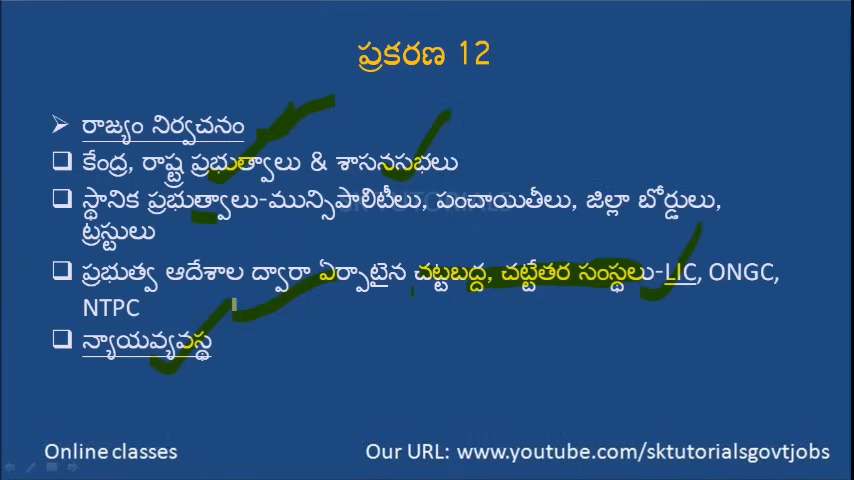 ప్రకరణ 12
రాజ్యం నిర్వచనం
కేంద్ర, రాష్ట్ర ప్రభుత్వాలు & శాసనసభలు
స్థానిక ప్రభుత్వాలు-మున్సిపాలిటీలు, పంచాయితీలు, జిల్లా బోర్డులు,
ట్రస్టులు
ప్రభుత్వ ఆదేశాల ద్వారా ఏర్పాటైన చట్టబద్ద, చట్టేతర సంస్థలు-LIC, ONGC,
NTPC
న్యాయవ్యవస్థ
Online classes
Our URL: www.youtube.com/sktutorialsgovtjobs